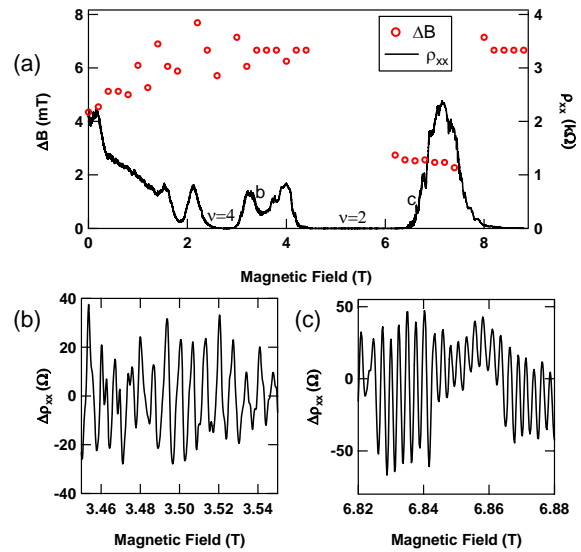 (a)
8
6
4
2
0
ΔB (mT)
4
3
2
1
0
ρxx (kΩ)
ΔB
ρxx
ν=4
b
ν=2
c
0 2 4 6 8
Magnetic Field (T)
(b)
40
20
0
-20
-40
Δρxx (Ω)
3.46 3.48 3.50 3.52 3.54
Magnetic Field (T)
(c)
50
0
-50
Δρxx (Ω)
6.82 6.84 6.86 6.88
Magnetic Field (T)